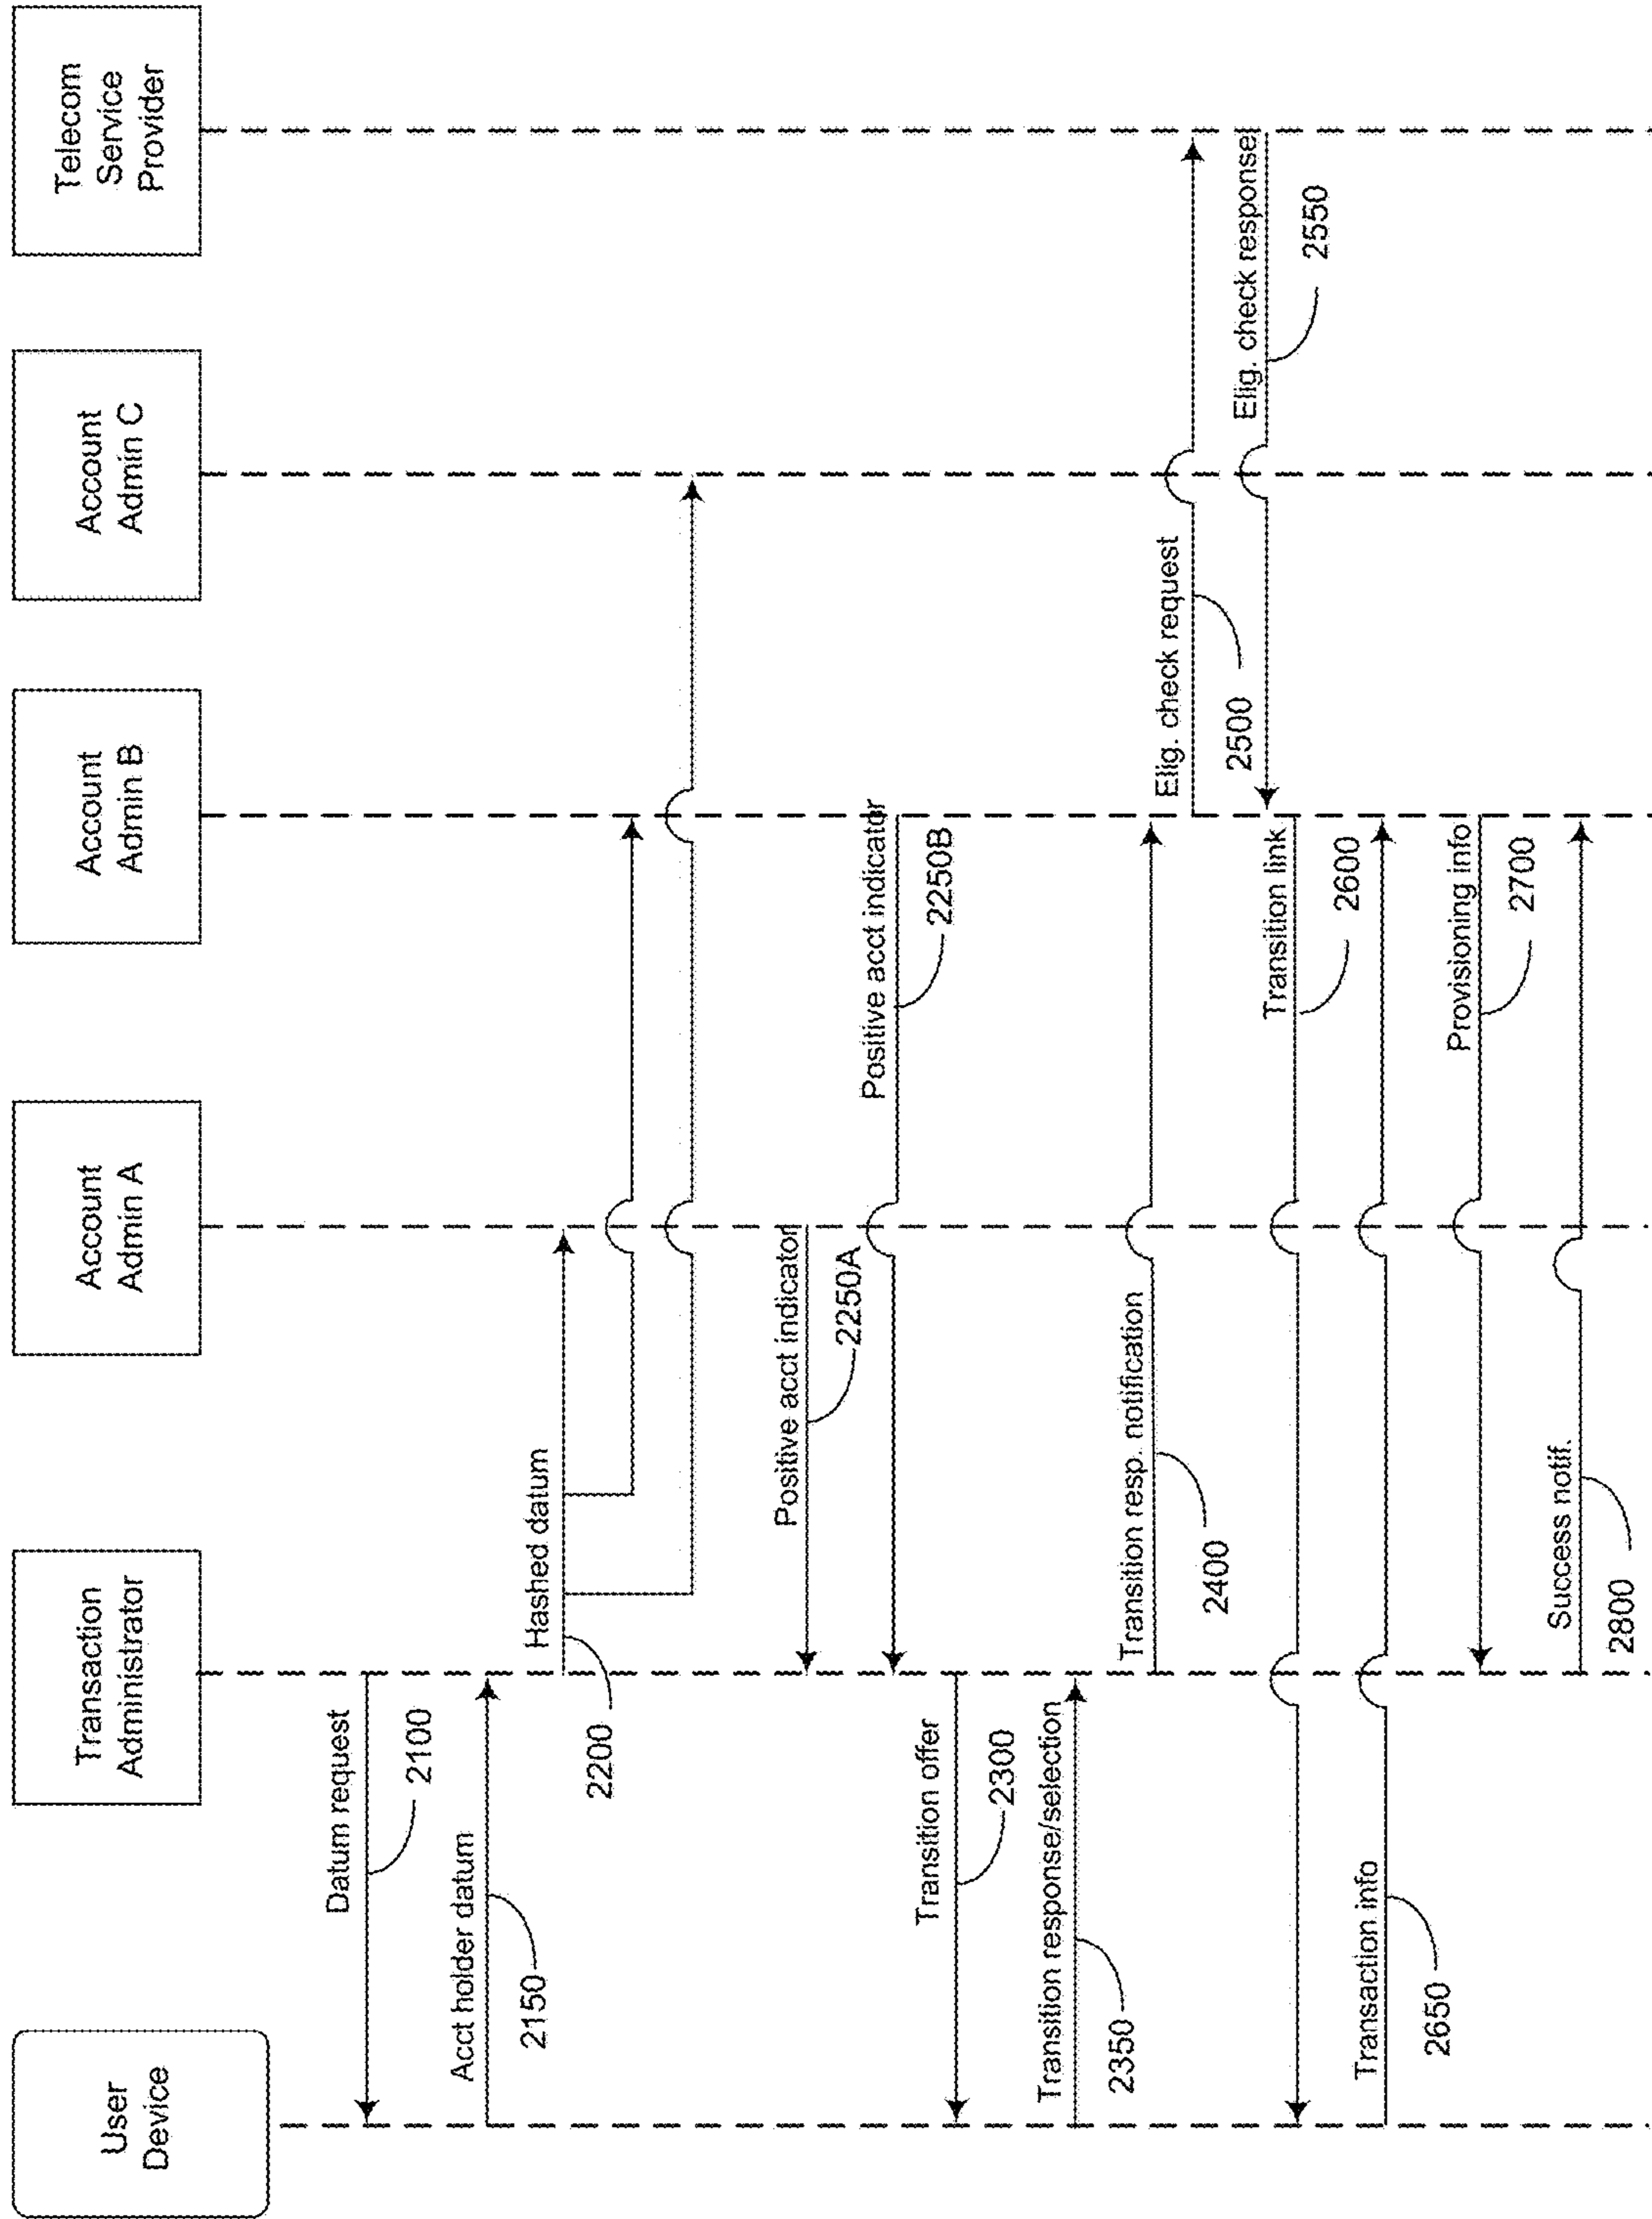 User
Device
Transaction
Administrator
Account
Admin A
Account
Admin B
Account
Admin C
Telecom
Service
Provider
Datum request
2100
Acct holder datum
2150
Hashed datum
2200
Positive acct indicator
2250A
Positive acct indicator
2250B
Transition offer
2300
Transition response/selection
2350
Transition resp. notification
2400
Elig. check request
2500
Elig. check response
2550
Transition link
2600
Transaction info
2650
Provisioning info
2700
Success notif.
2800